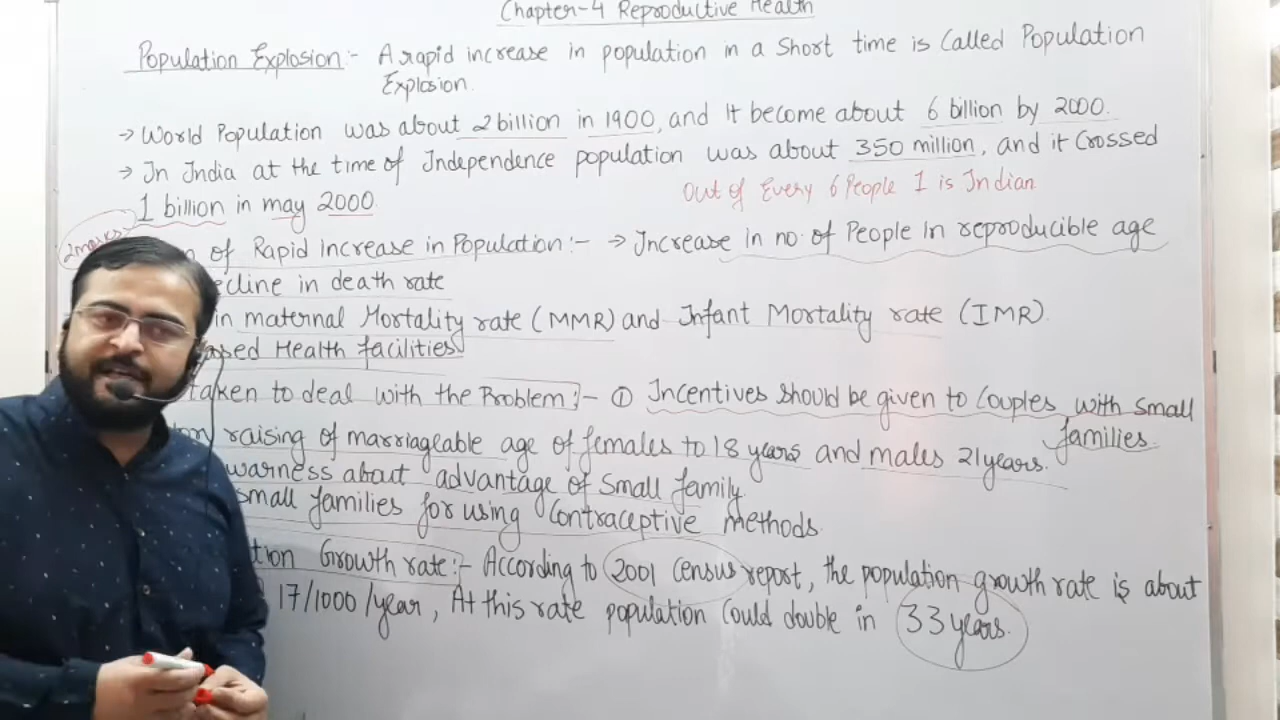 Chapter-4 Reproductive Health
Population Explosion:- A rapid increase in population in a Short time is Called Population
Explosion.
→ World Population was about 2 billion in 1900, and It become about 6 billion by 2000.
→ In India at the time of Independence population was about 350 million, and it Crossed
Out of Every 6 People 1 is Indian
1 billion in may 2000
2 marks
of Rapid increase in Population:- → Increase in no. of People in reproducible age
ecline in death rate
in maternal Mortality rate (MMR) and Infant Mortality rate (IMR).
ased Health facilities
taken to deal with the Problem:- ① Incentives should be given to Couples with small
families.
on raising of marriageable age of females to 18 years and males 21 years.
warness about advantage of Small family.
small families for using Contraceptive methods.
tion Growth rate:- According to 2001 Census report, the population growth rate is about
17/1000/year, At this rate population Could double in 33 years.